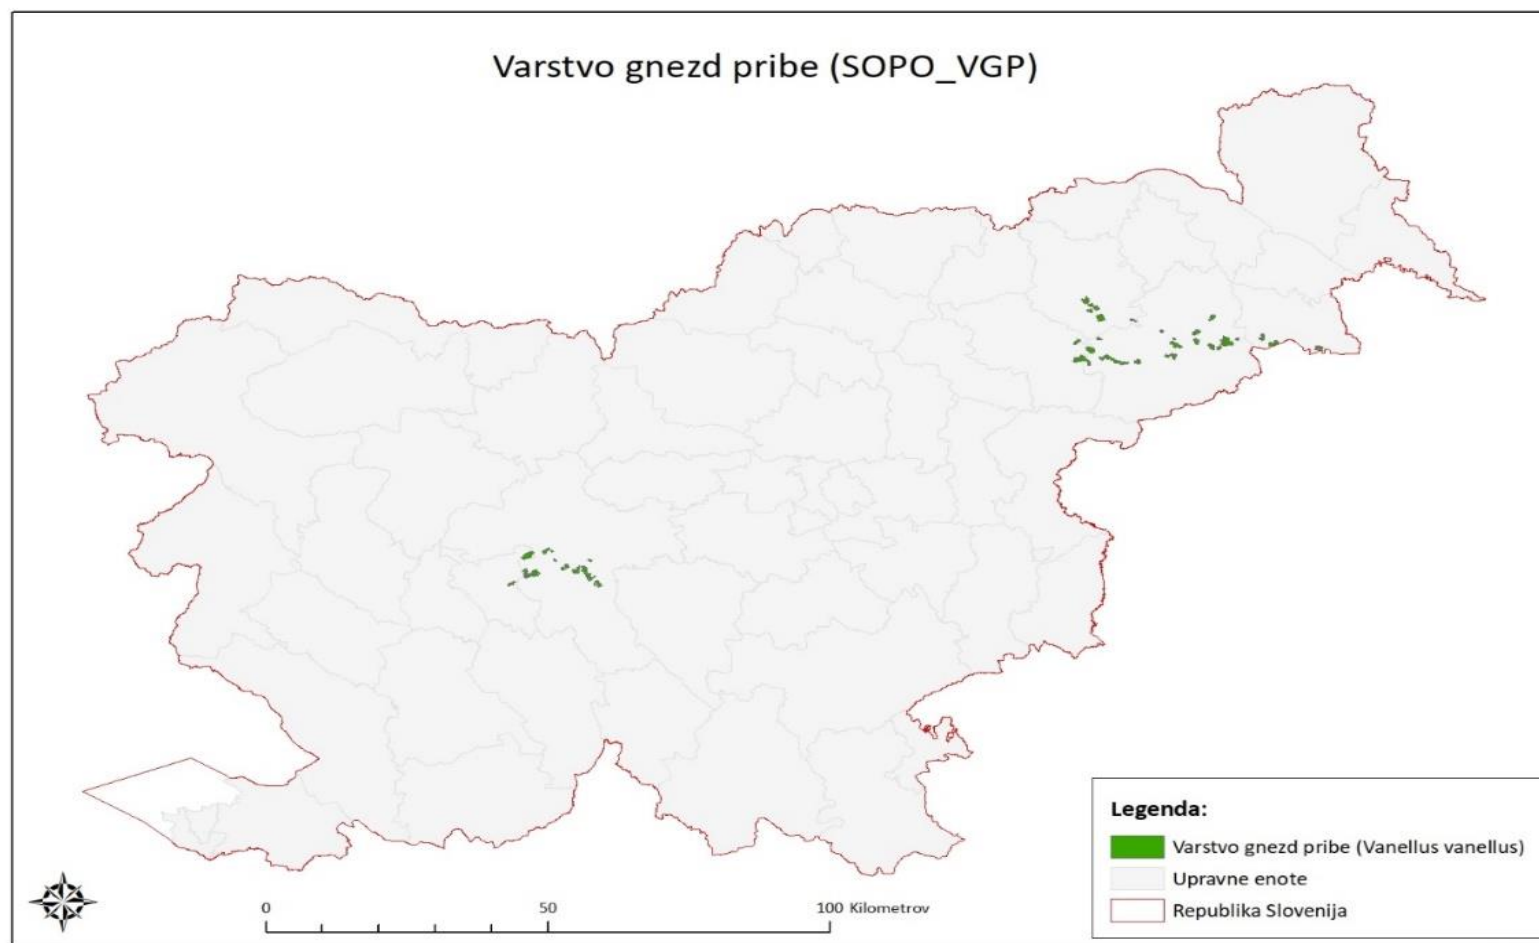 Varstvo gnezd pribe (SOPO_VGP)
Legenda:
Varstvo gnezd pribe (Vanellus vanellus)
Upravne enote
Republika Slovenija
0 50 100 Kilometrov